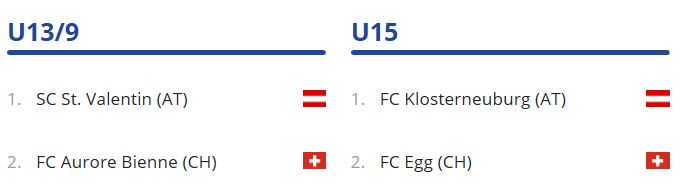 U13/9
1. SC St. Valentin (AT)
2. FC Aurore Bienne (CH)
U15
1. FC Klosterneuburg (AT)
2. FC Egg (CH)